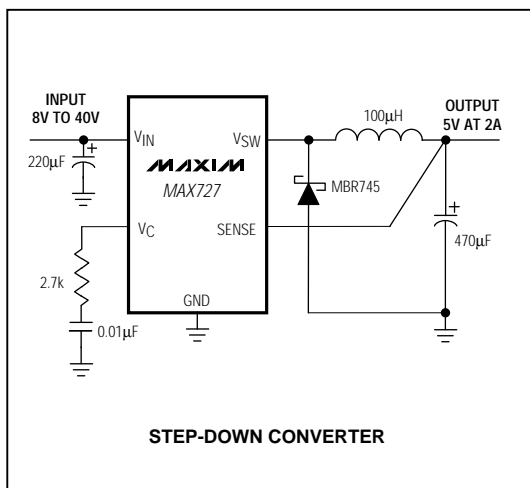 INPUT
8V TO 40V
220µF
VIN
MAXIM
MAX727
VSW
100µH
OUTPUT
5V AT 2A
MBR745
VC
SENSE
470µF
2.7k
GND
0.01µF
STEP-DOWN CONVERTER